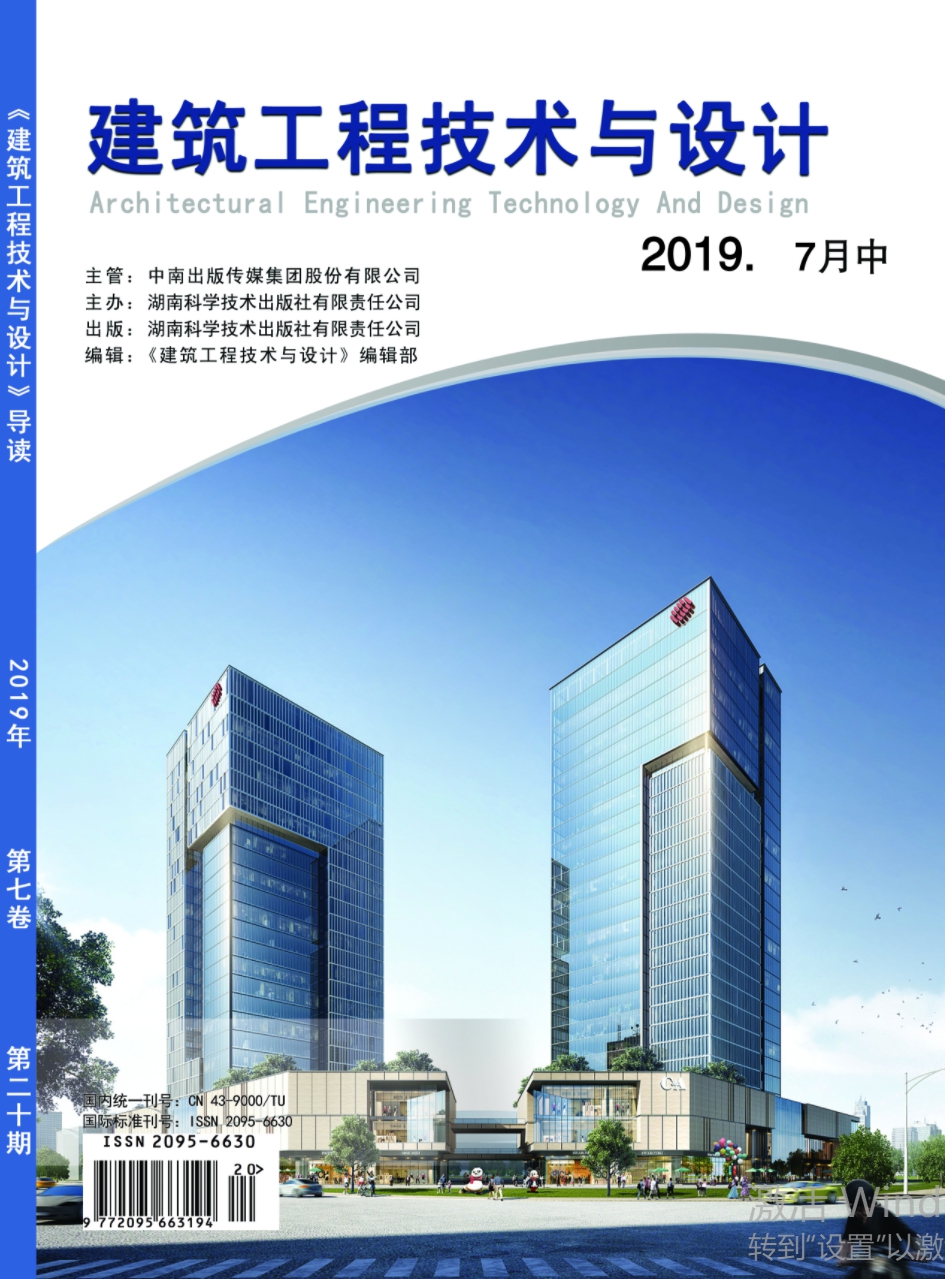 《建筑工程技术与设计》导读
2019年
第七卷
第二十期
建筑工程技术与设计
Architectural Engineering Technology And Design
2019. 7月中
主管：中南出版传媒集团股份有限公司
主办：湖南科学技术出版社有限责任公司
出版：湖南科学技术出版社有限责任公司
编辑：《建筑工程技术与设计》编辑部
国内统一刊号：CN 43-9000/TU
国际标准刊号：ISSN 2095-6630
ISSN 2095-6630
20>
9 772095 663194
激活 Wind
转到“设置”以激